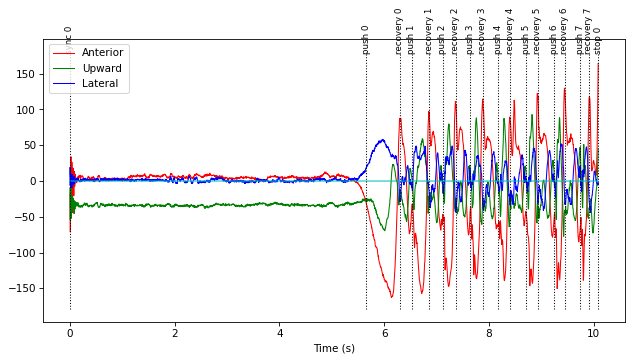 sync 0
push 0
recovery 0
push 1
recovery 1
push 2
recovery 2
push 3
recovery 3
push 4
recovery 4
push 5
recovery 5
push 6
recovery 6
push 7
recovery 7
stop 0
Anterior
Upward
Lateral
150
100
50
0
−50
−100
−150
0
2
4
6
8
10
Time (s)